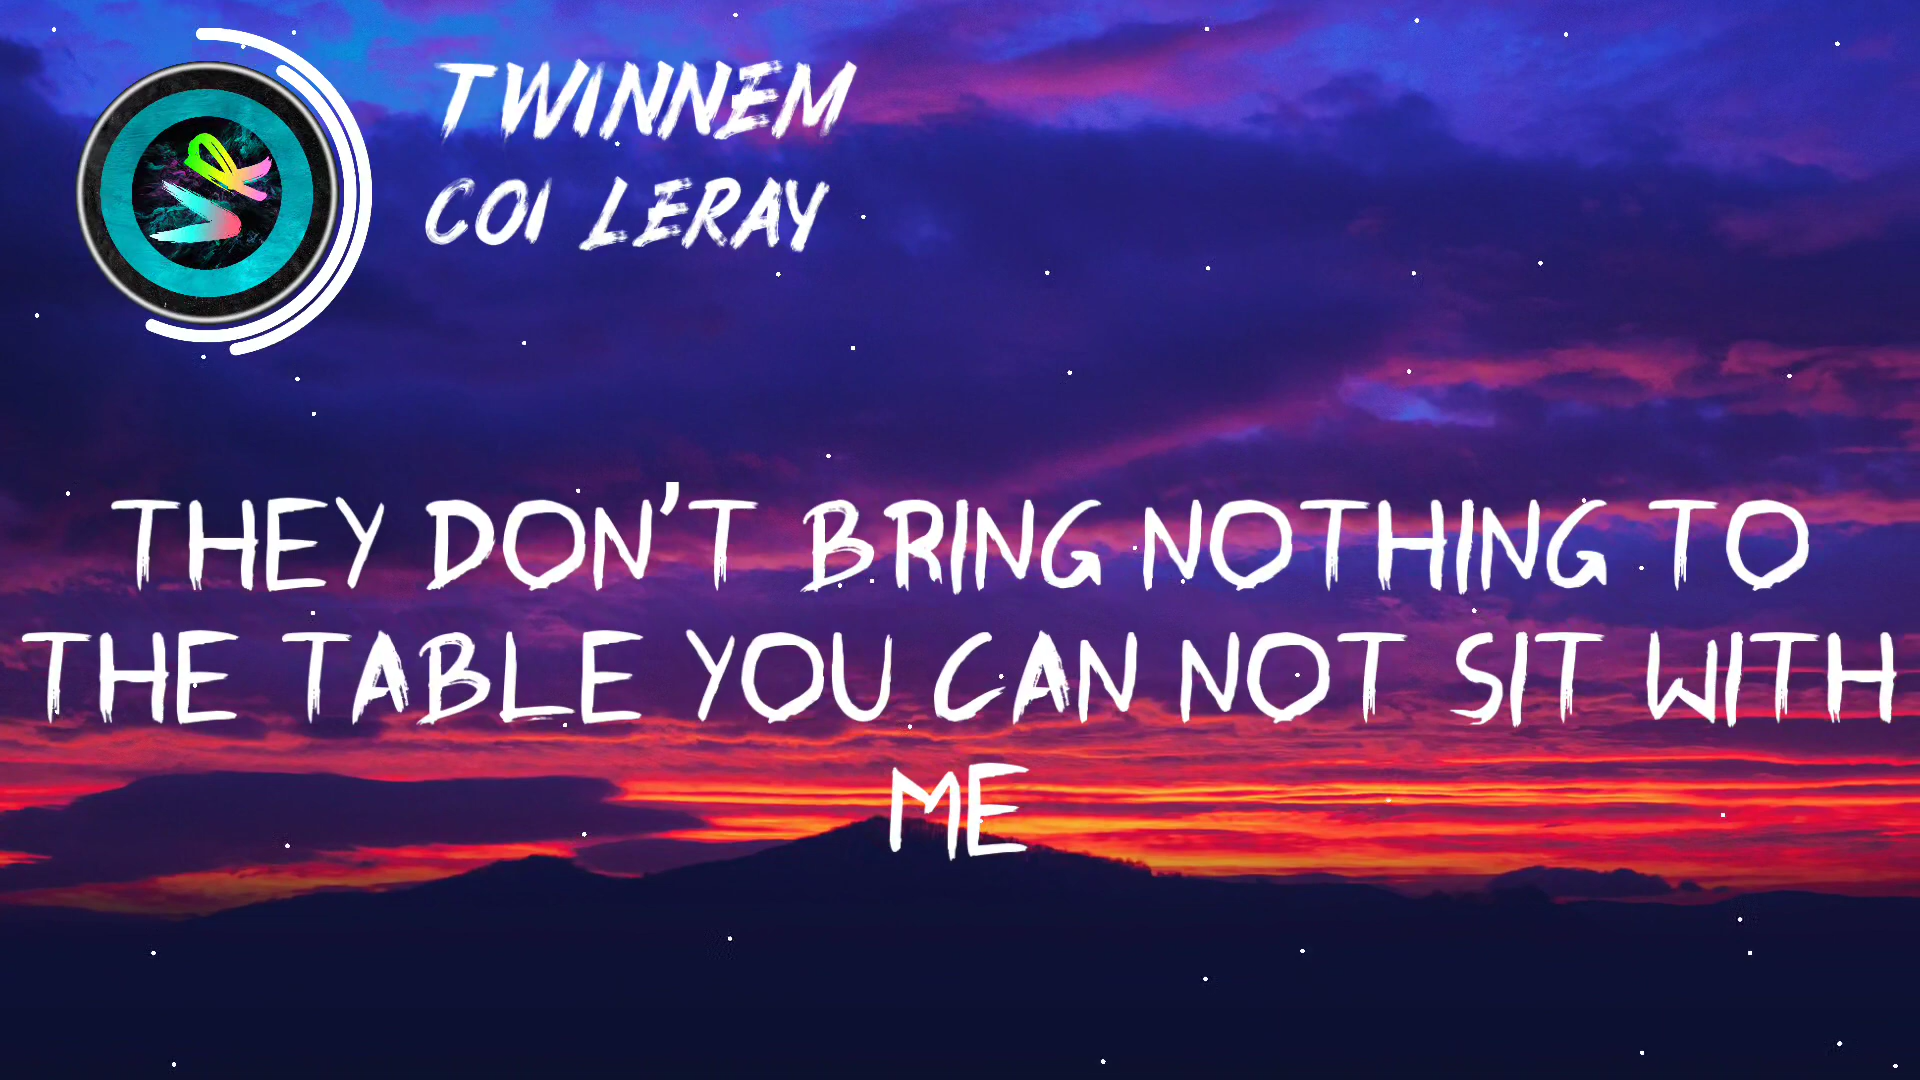 TWINNEM
COI LERAY
THEY DON'T BRING NOTHING TO
THE TABLE YOU CAN NOT SIT WITH
ME